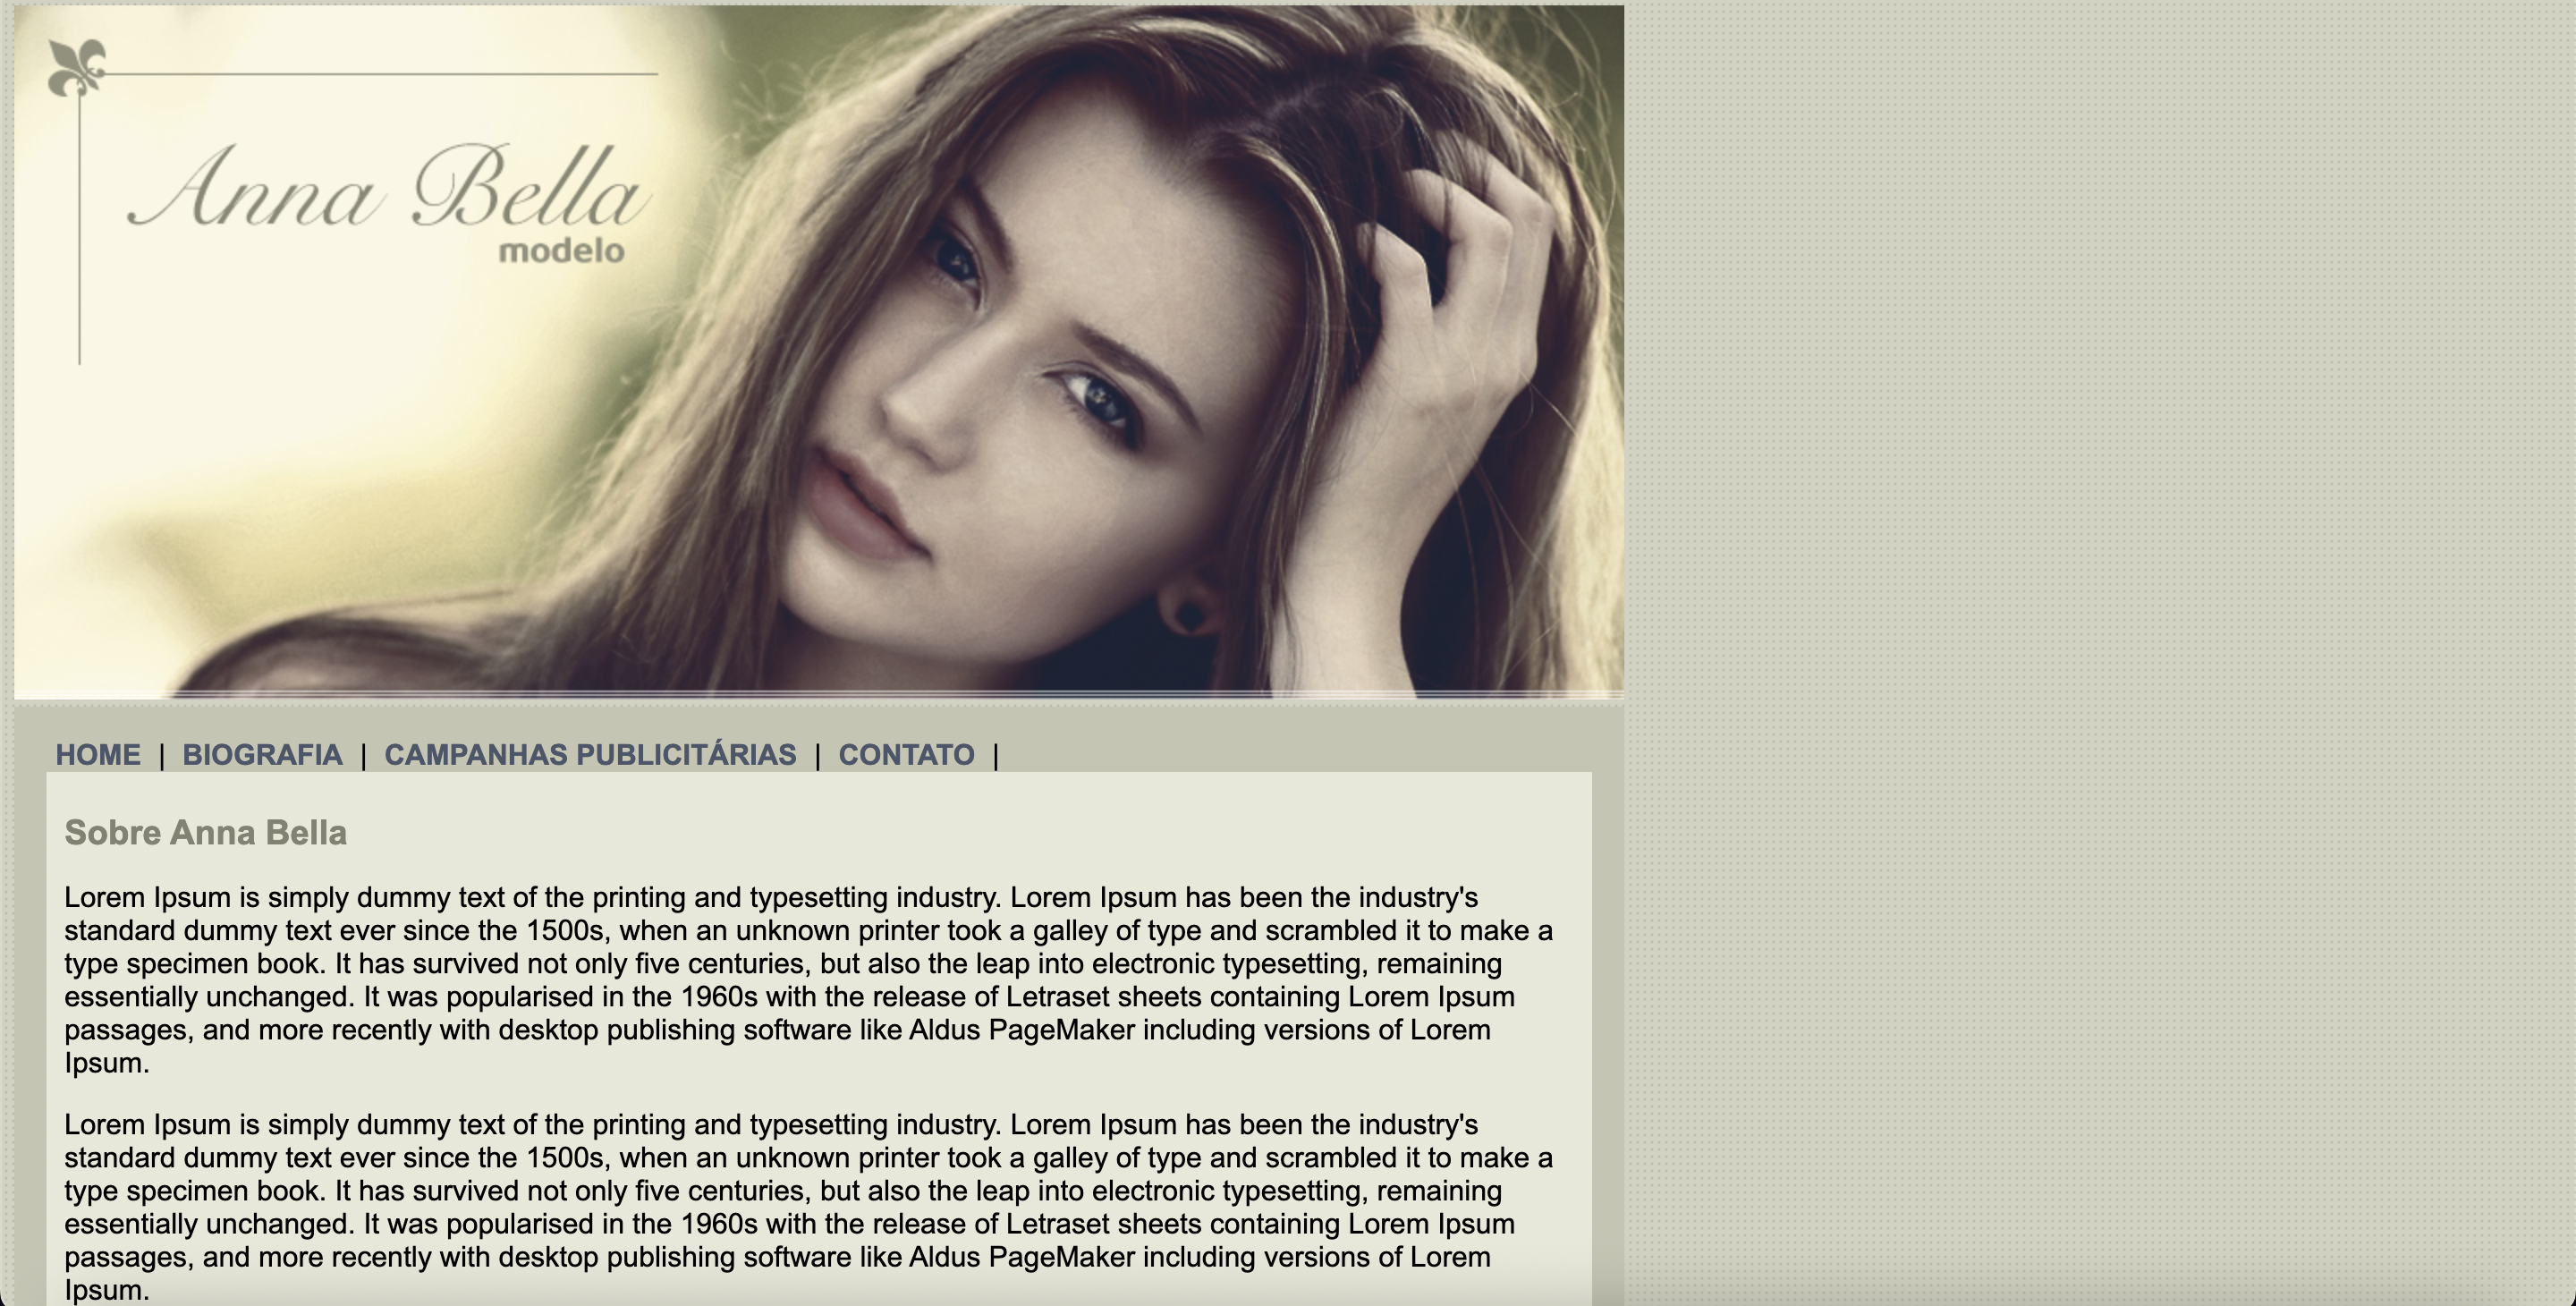 Anna Bella
modelo
HOME | BIOGRAFIA | CAMPANHAS PUBLICITÁRIAS | CONTATO |
Sobre Anna Bella
Lorem Ipsum is simply dummy text of the printing and typesetting industry. Lorem Ipsum has been the industry's
standard dummy text ever since the 1500s, when an unknown printer took a galley of type and scrambled it to make a
type specimen book. It has survived not only five centuries, but also the leap into electronic typesetting, remaining
essentially unchanged. It was popularised in the 1960s with the release of Letraset sheets containing Lorem Ipsum
passages, and more recently with desktop publishing software like Aldus PageMaker including versions of Lorem
Ipsum.
Lorem Ipsum is simply dummy text of the printing and typesetting industry. Lorem Ipsum has been the industry's
standard dummy text ever since the 1500s, when an unknown printer took a galley of type and scrambled it to make a
type specimen book. It has survived not only five centuries, but also the leap into electronic typesetting, remaining
essentially unchanged. It was popularised in the 1960s with the release of Letraset sheets containing Lorem Ipsum
passages, and more recently with desktop publishing software like Aldus PageMaker including versions of Lorem
Ipsum.